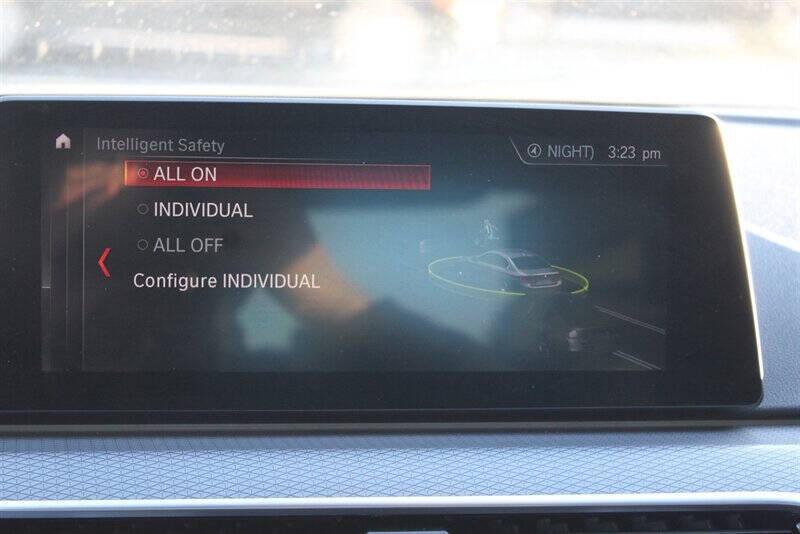 Intelligent Safety
NIGHT) 3:23 pm
ALL ON
INDIVIDUAL
ALL OFF
Configure INDIVIDUAL